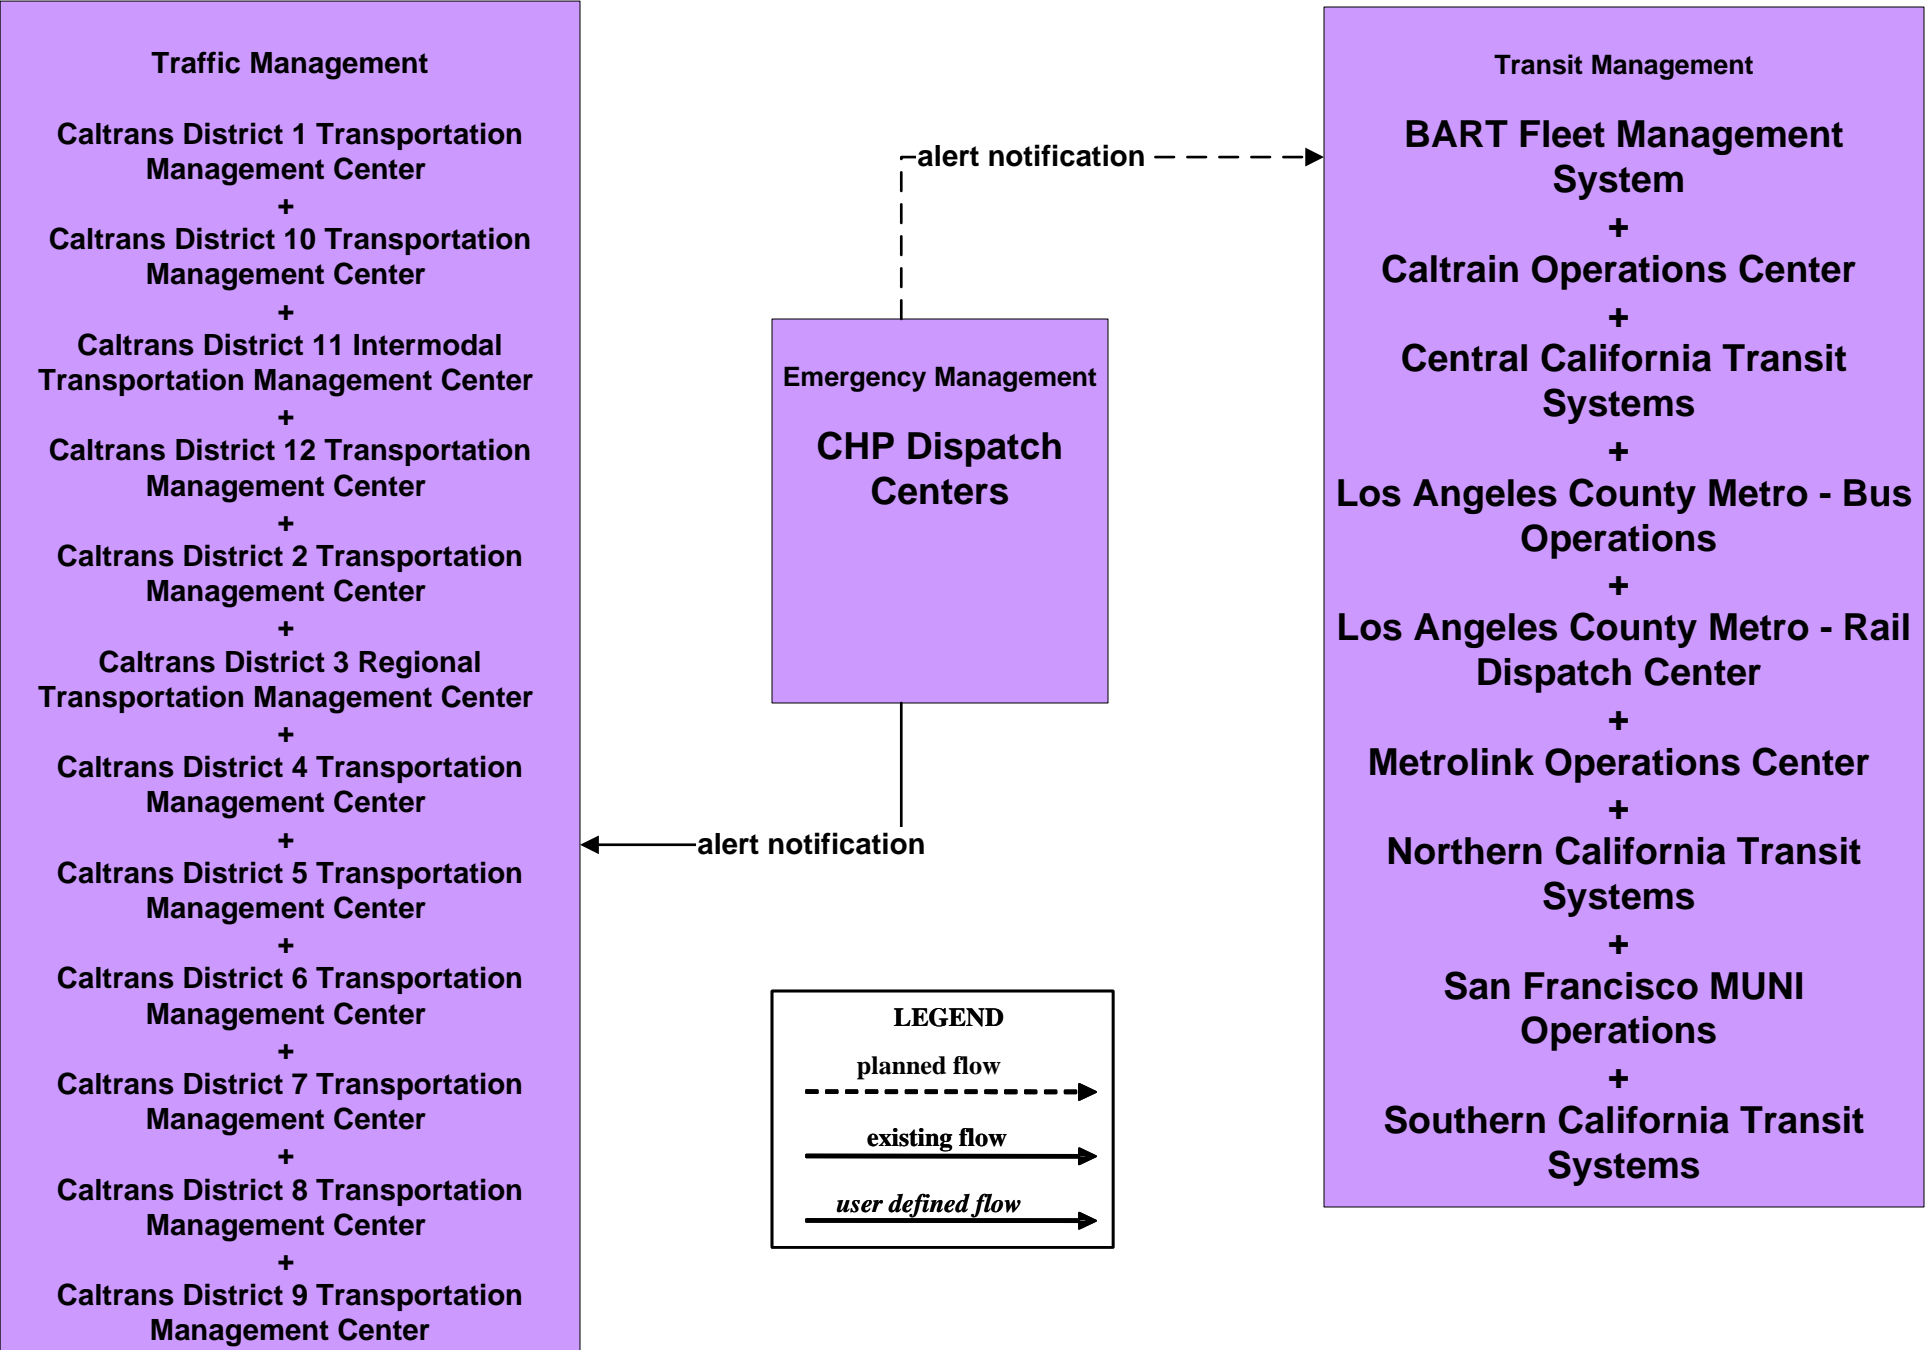 Traffic Management
Caltrans District 1 Transportation
Management Center
+
Caltrans District 10 Transportation
Management Center
+
Caltrans District 11 Intermodal
Transportation Management Center
+
Caltrans District 12 Transportation
Management Center
+
Caltrans District 2 Transportation
Management Center
+
Caltrans District 3 Regional
Transportation Management Center
+
Caltrans District 4 Transportation
Management Center
+
Caltrans District 5 Transportation
Management Center
+
Caltrans District 6 Transportation
Management Center
+
Caltrans District 7 Transportation
Management Center
+
Caltrans District 8 Transportation
Management Center
+
Caltrans District 9 Transportation
Management Center
alert notification
Emergency Management
CHP Dispatch
Centers
alert notification
LEGEND
planned flow
existing flow
user defined flow
Transit Management
BART Fleet Management
System
+
Caltrain Operations Center
+
Central California Transit
Systems
+
Los Angeles County Metro - Bus
Operations
+
Los Angeles County Metro - Rail
Dispatch Center
+
Metrolink Operations Center
+
Northern California Transit
Systems
+
San Francisco MUNI
Operations
+
Southern California Transit
Systems